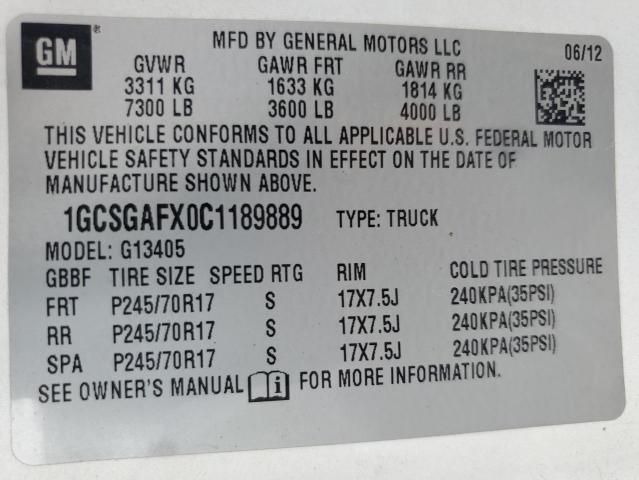 GM
MFD BY GENERAL MOTORS LLC 06/12
GVWR GAWR FRT GAWR RR
3311 KG 1633 KG 1814 KG
7300 LB 3600 LB 4000 LB
THIS VEHICLE CONFORMS TO ALL APPLICABLE U.S. FEDERAL MOTOR
VEHICLE SAFETY STANDARDS IN EFFECT ON THE DATE OF
MANUFACTURE SHOWN ABOVE.
1GCSGAFX0C1189889 TYPE: TRUCK
MODEL: G13405
GBBF TIRE SIZE SPEED RTG RIM COLD TIRE PRESSURE
FRT P245/70R17 S 17X7.5J 240KPA(35PSI)
RR P245/70R17 S 17X7.5J 240KPA(35PSI)
SPA P245/70R17 S 17X7.5J 240KPA(35PSI)
SEE OWNER'S MANUAL i FOR MORE INFORMATION.